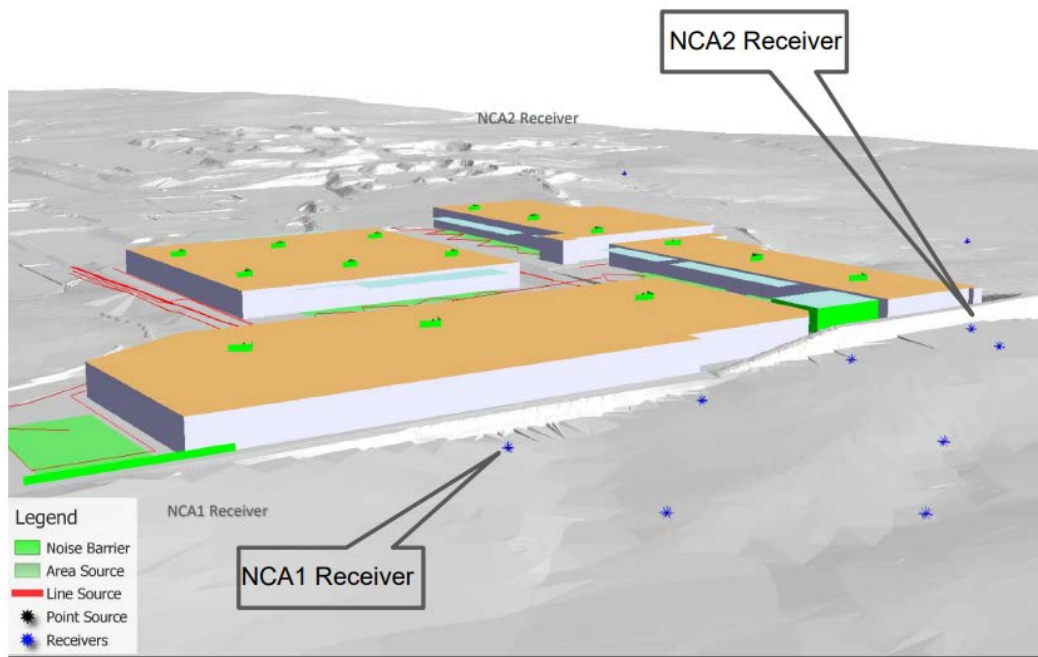 NCA2 Receiver
NCA2 Receiver
NCA1 Receiver
NCA1 Receiver
Legend
Noise Barrier
Area Source
Line Source
Point Source
Receivers